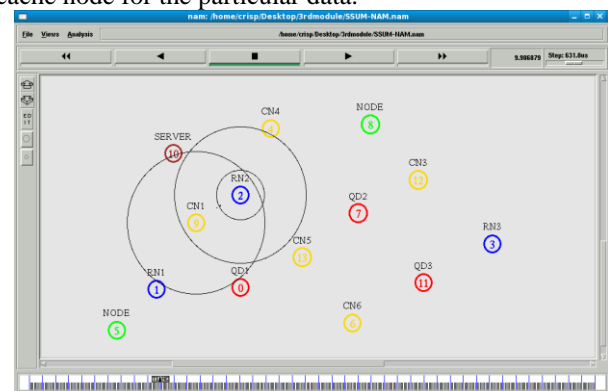 cache node for the particular data.
nam: /home/crisp/Desktop/3rdmodule/SSUM-NAM.nam
File Views Analysis /home/crisp/Desktop/3rdmodule/SSUM-NAM.nam
9.986879 Step: 631.0us
ED
IT
CN4
4
NODE
8
SERVER
10
CN3
12
RN2
2
QD2
7
CN1
9
RN3
3
CN5
13
QD3
11
QD1
0
RN1
1
CN6
6
NODE
5